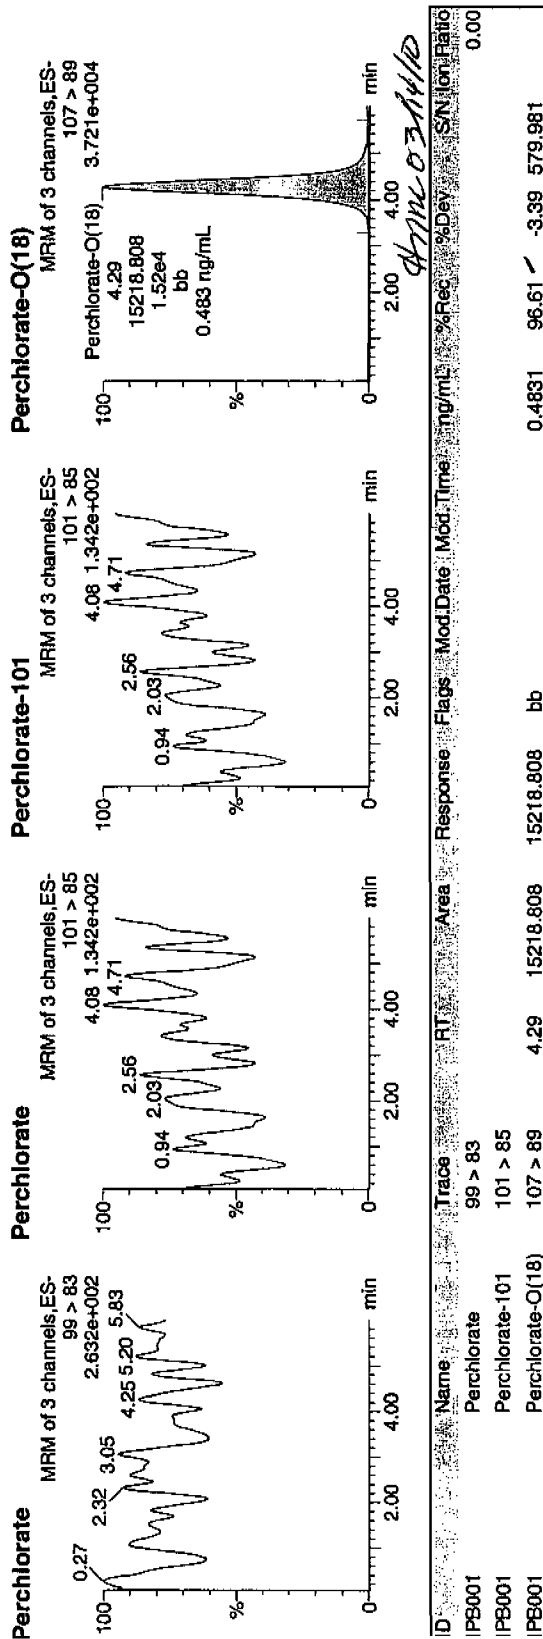 Perchlorate
MRM of 3 channels,ES-
99 > 83
2.632e+002
0.27
2.32
3.05
4.25 5.20
5.83
100
%
0
2.00
4.00
min
Perchlorate
MRM of 3 channels,ES-
101 > 85
4.08 1.342e+002
4.71
0.94
2.03
2.56
100
%
0
2.00
4.00
min
Perchlorate-101
MRM of 3 channels,ES-
101 > 85
4.08 1.342e+002
4.71
0.94
2.03
2.56
100
%
0
2.00
4.00
min
Perchlorate-O(18)
MRM of 3 channels,ES-
107 > 89
3.721e+004
Perchlorate-O(18)
4.29
15218.808
1.52e4
bb
0.483 ng/mL
100
%
0
2.00
4.00
min
03/14/10
ID Name Trace RT Area Response Flags Mod.Date Mod.Time ng/mL %Rec %Dev S/N Ion Ratio
IPB001 Perchlorate 99 > 83 0.00
IPB001 Perchlorate-101 101 > 85
IPB001 Perchlorate-O(18) 107 > 89 4.29 15218.808 15218.808 bb 0.4831 96.61 -3.39 579.981